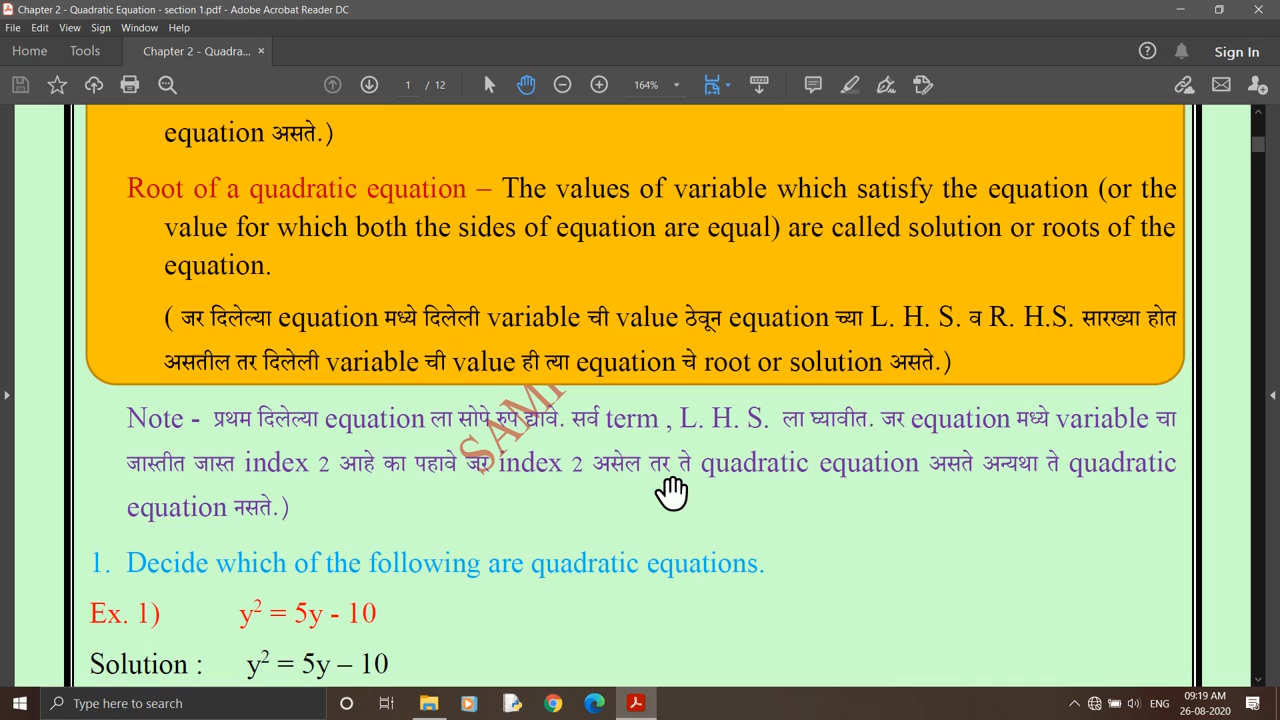 Chapter 2 - Quadratic Equation - section 1.pdf - Adobe Acrobat Reader DC
File Edit View Sign Window Help
Home Tools Chapter 2 - Quadra... × Sign In
1 / 12 164%
equation असते.)
Root of a quadratic equation – The values of variable which satisfy the equation (or the
value for which both the sides of equation are equal) are called solution or roots of the
equation.
( जर दिलेल्या equation मध्ये दिलेली variable ची value ठेवून equation च्या L. H. S. व R. H.S. सारख्या होत
असतील तर दिलेली variable ची value ही त्या equation चे root or solution असते.)
Note - प्रथम दिलेल्या equation ला सोपे रुप द्यावे. सर्व term , L. H. S. ला घ्यावीत. जर equation मध्ये variable चा
जास्तीत जास्त index 2 आहे का पहावे जर index 2 असेल तर ते quadratic equation असते अन्यथा ते quadratic
equation नसते.)
1. Decide which of the following are quadratic equations.
Ex. 1) y² = 5y - 10
Solution : y² = 5y – 10
Type here to search
ENG
09:19 AM
26-08-2020